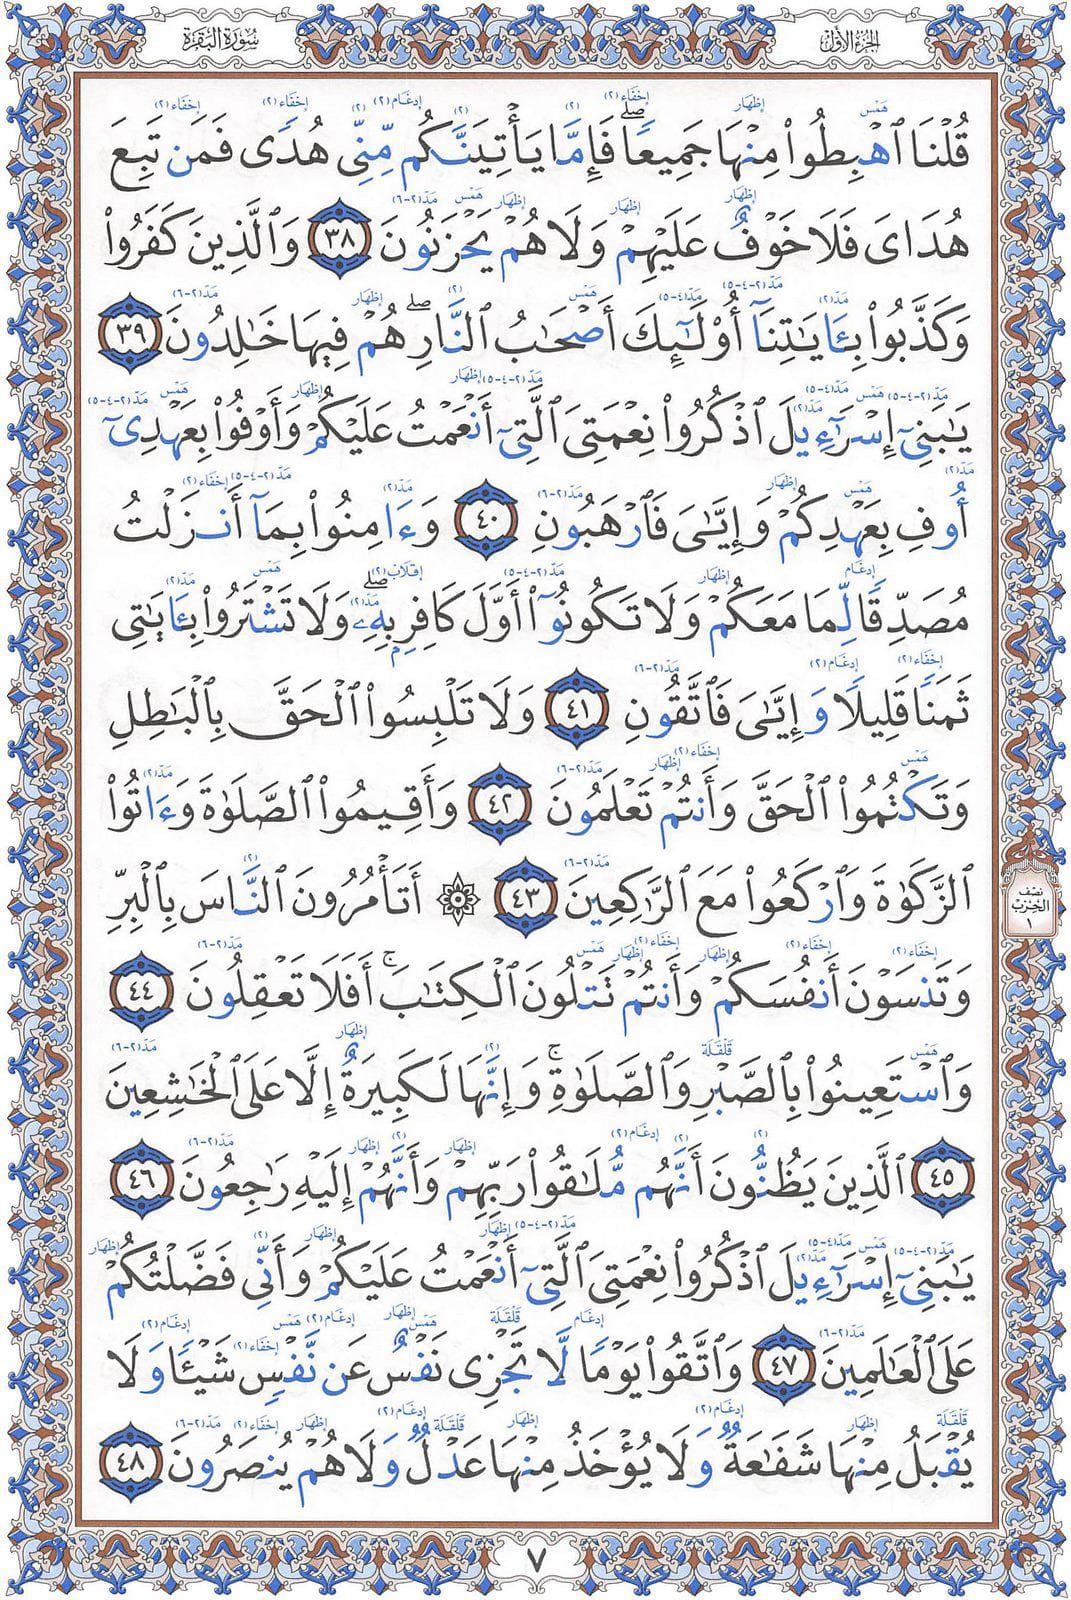 الجزء الأول
سورة البقرة
قُلْنَا ٱهْبِطُوا۟ مِنْهَا جَمِيعًاۖ فَإِمَّا يَأْتِيَنَّكُم مِّنِّى هُدًى فَمَن تَبِعَ
هُدَاىَ فَلَا خَوْفٌ عَلَيْهِمْ وَلَا هُمْ يَحْزَنُونَ ٣٨ وَٱلَّذِينَ كَفَرُوا۟
وَكَذَّبُوا۟ بِـَٔايَـٰتِنَآ أُو۟لَـٰٓئِكَ أَصْحَـٰبُ ٱلنَّارِۖ هُمْ فِيهَا خَـٰلِدُونَ ٣٩
يَـٰبَنِىٓ إِسْرَٰٓءِيلَ ٱذْكُرُوا۟ نِعْمَتِىَ ٱلَّتِىٓ أَنْعَمْتُ عَلَيْكُمْ وَأَوْفُوا۟ بِعَهْدِىٓ
أُوفِ بِعَهْدِكُمْ وَإِيَّـٰىَ فَٱرْهَبُونِ ٤٠ وَءَامِنُوا۟ بِمَآ أَنزَلْتُ
مُصَدِّقًا لِّمَا مَعَكُمْ وَلَا تَكُونُوٓا۟ أَوَّلَ كَافِرٍۭ بِهِۦۖ وَلَا تَشْتَرُوا۟ بِـَٔايَـٰتِى
ثَمَنًا قَلِيلًا وَإِيَّـٰىَ فَٱتَّقُونِ ٤١ وَلَا تَلْبِسُوا۟ ٱلْحَقَّ بِٱلْبَـٰطِلِ
وَتَكْتُمُوا۟ ٱلْحَقَّ وَأَنتُمْ تَعْلَمُونَ ٤٢ وَأَقِيمُوا۟ ٱلصَّلَوٰةَ وَءَاتُوا۟
ٱلزَّكَوٰةَ وَٱرْكَعُوا۟ مَعَ ٱلرَّٰكِعِينَ ٤٣ ۞ أَتَأْمُرُونَ ٱلنَّاسَ بِٱلْبِرِّ
نصف الحزب ١
وَتَنسَوْنَ أَنفُسَكُمْ وَأَنتُمْ تَتْلُونَ ٱلْكِتَـٰبَۚ أَفَلَا تَعْقِلُونَ ٤٤
وَٱسْتَعِينُوا۟ بِٱلصَّبْرِ وَٱلصَّلَوٰةِۚ وَإِنَّهَا لَكَبِيرَةٌ إِلَّا عَلَى ٱلْخَـٰشِعِينَ
٤٥ ٱلَّذِينَ يَظُنُّونَ أَنَّهُم مُّلَـٰقُوا۟ رَبِّهِمْ وَأَنَّهُمْ إِلَيْهِ رَٰجِعُونَ ٤٦
يَـٰبَنِىٓ إِسْرَٰٓءِيلَ ٱذْكُرُوا۟ نِعْمَتِىَ ٱلَّتِىٓ أَنْعَمْتُ عَلَيْكُمْ وَأَنِّى فَضَّلْتُكُمْ
عَلَى ٱلْعَـٰلَمِينَ ٤٧ وَٱتَّقُوا۟ يَوْمًا لَّا تَجْزِى نَفْسٌ عَن نَّفْسٍ شَيْـًٔا وَلَا
يُقْبَلُ مِنْهَا شَفَـٰعَةٌ وَلَا يُؤْخَذُ مِنْهَا عَدْلٌ وَلَا هُمْ يُنصَرُونَ ٤٨
٧